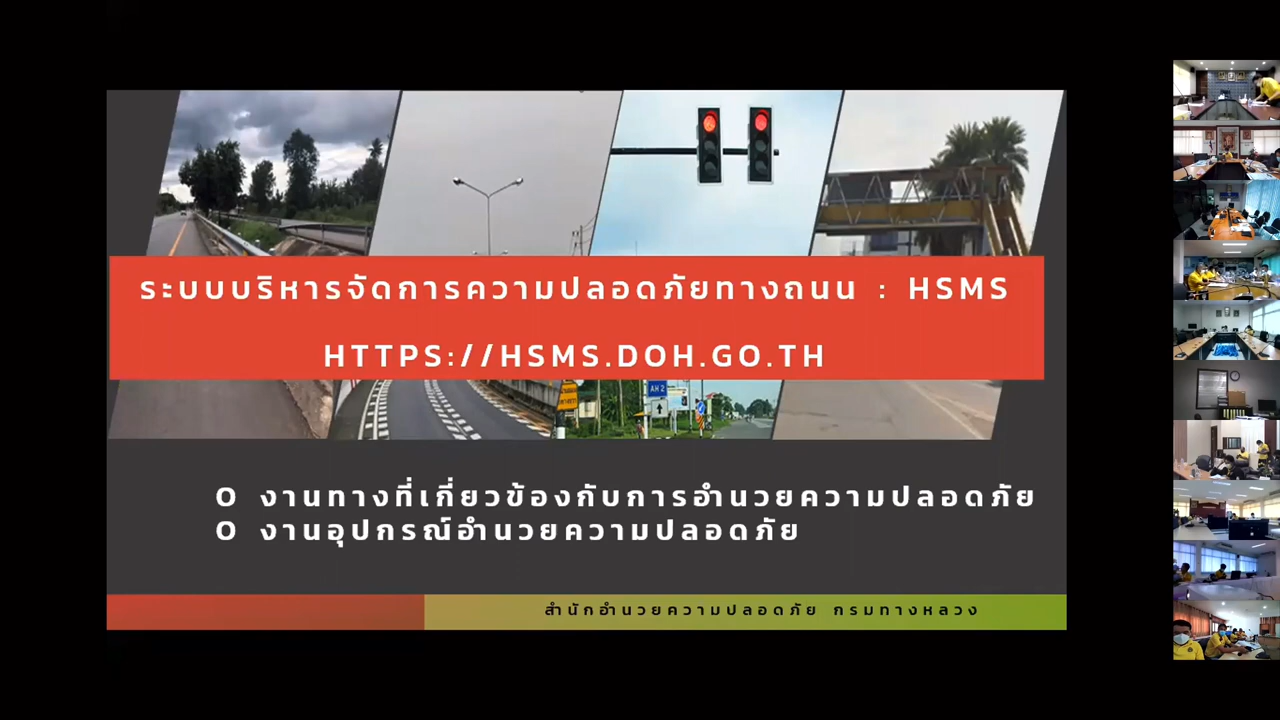 ระบบบริหารจัดการความปลอดภัยทางถนน : HSMS
HTTPS://HSMS.DOH.GO.TH
AH 2
O งานทางที่เกี่ยวข้องกับการอำนวยความปลอดภัย
O งานอุปกรณ์อำนวยความปลอดภัย
สำนักอำนวยความปลอดภัย กรมทางหลวง